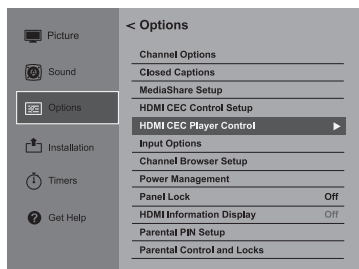 Picture
Sound
Options
Installation
Timers
Get Help
< Options
Channel Options
Closed Captions
MediaShare Setup
HDMI CEC Control Setup
HDMI CEC Player Control
Input Options
Channel Browser Setup
Power Management
Panel Lock Off
HDMI Information Display Off
Parental PIN Setup
Parental Control and Locks